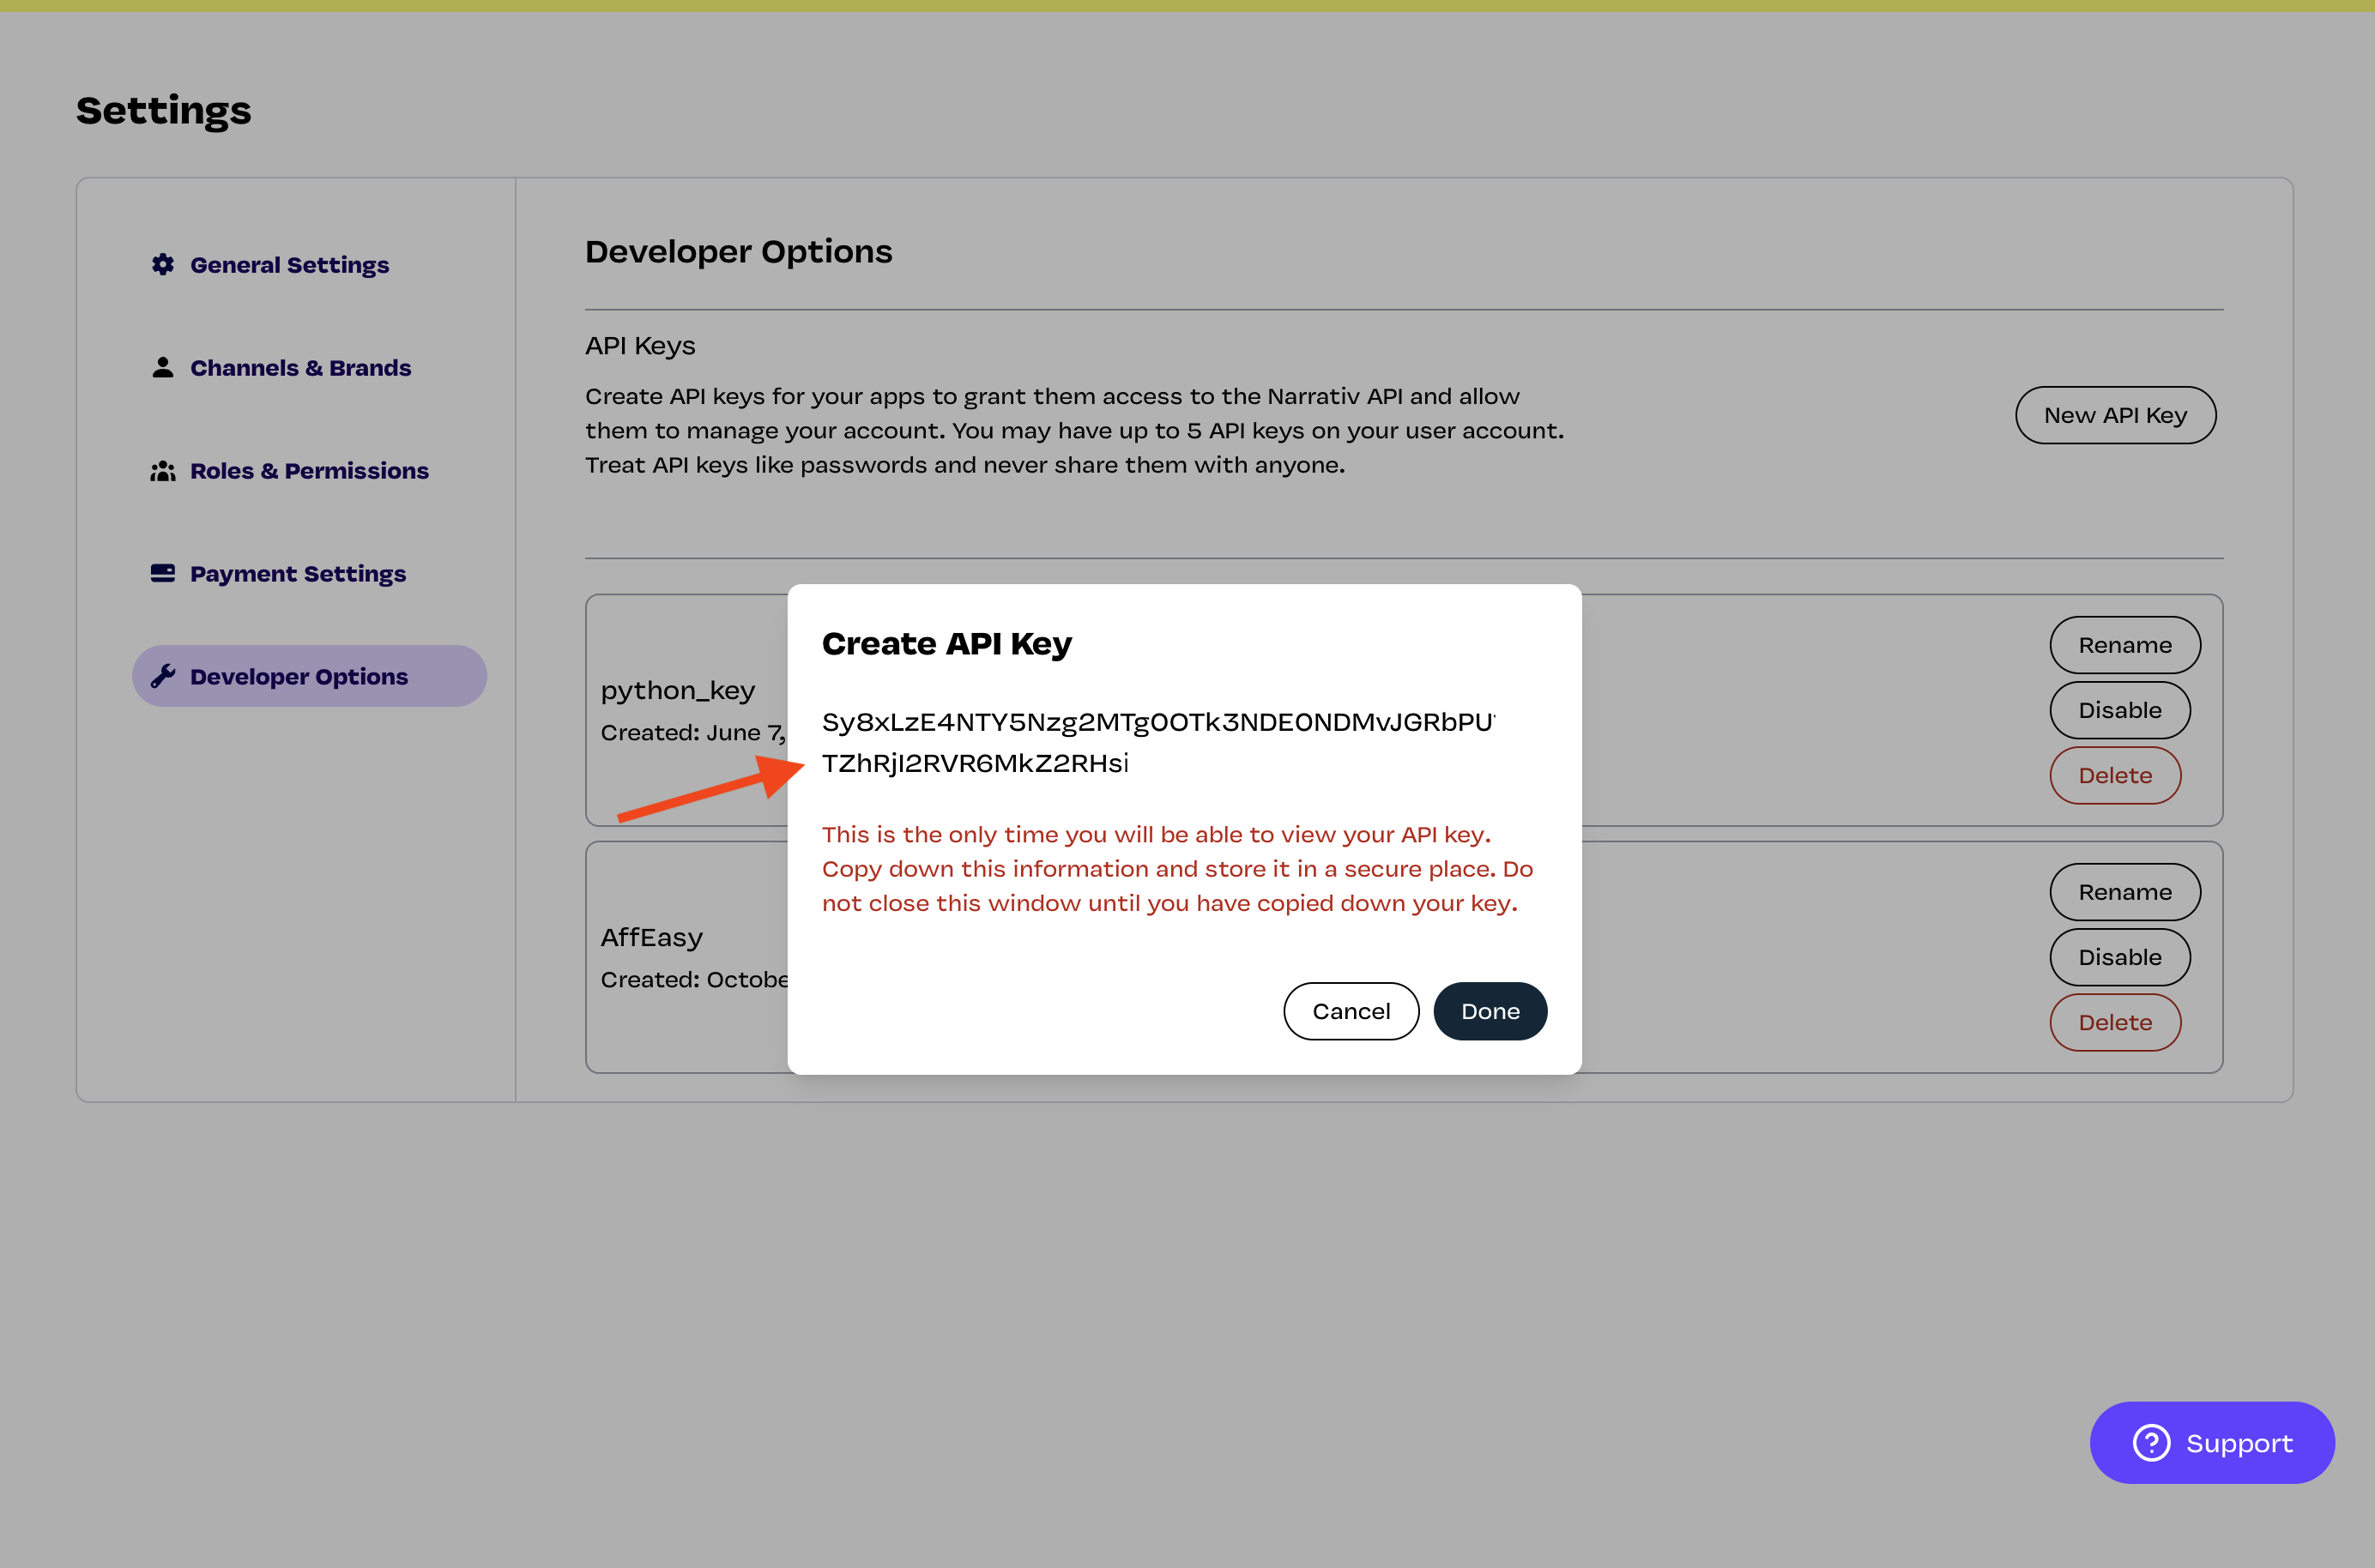 Settings
General Settings
Channels & Brands
Roles & Permissions
Payment Settings
Developer Options
Developer Options
API Keys
Create API keys for your apps to grant them access to the Narrativ API and allow
them to manage your account. You may have up to 5 API keys on your user account.
Treat API keys like passwords and never share them with anyone.
New API Key
python_key
Created: June 7,
Rename
Disable
Delete
Create API Key
Sy8xLzE4NTY5Nzg2MTg0OTk3NDE0NDMvJGRbPU
TZhRjI2RVR6MkZ2RHsi
This is the only time you will be able to view your API key.
Copy down this information and store it in a secure place. Do
not close this window until you have copied down your key.
Cancel
Done
AffEasy
Created: Octobe
Rename
Disable
Delete
Support